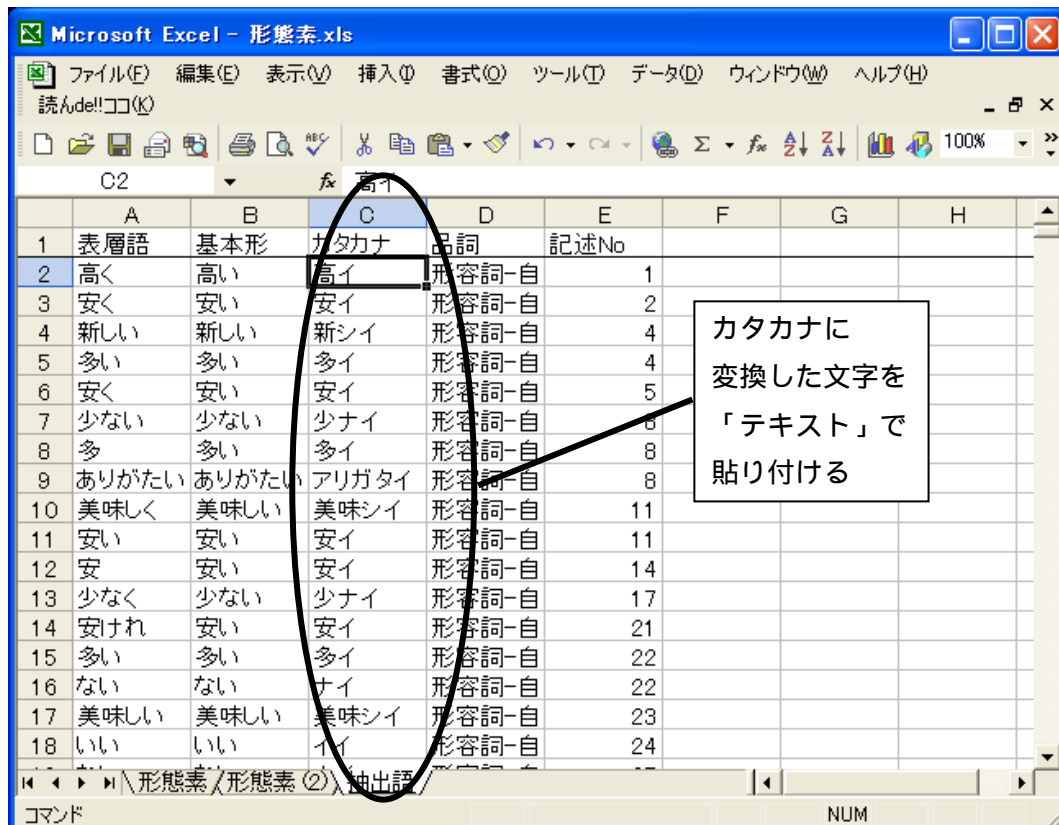 Microsoft Excel - 形態素.xls
ファイル(F) 編集(E) 表示(V) 挿入(I) 書式(O) ツール(T) データ(D) ウィンドウ(W) ヘルプ(H)
読んde!!ココ(K)
100%
C2 fx 高イ
A B C D E F G H
1 表層語 基本形 カタカナ 品詞 記述No
2 高く 高い 高イ 形容詞-自 1
3 安く 安い 安イ 形容詞-自 2
4 新しい 新しい 新シイ 形容詞-自 4
5 多い 多い 多イ 形容詞-自 4
6 安く 安い 安イ 形容詞-自 5
7 少ない 少ない 少ナイ 形容詞-自
8 多 多い 多イ 形容詞-自 8
9 ありがたい ありがたい アリガタイ 形容詞-自 8
10 美味しく 美味しい 美味シイ 形容詞-自 11
11 安い 安い 安イ 形容詞-自 11
12 安 安い 安イ 形容詞-自 14
13 少なく 少ない 少ナイ 形容詞-自 17
14 安けれ 安い 安イ 形容詞-自 21
15 多い 多い 多イ 形容詞-自 22
16 ない ない ナイ 形容詞-自 22
17 美味しい 美味しい 美味シイ 形容詞-自 23
18 いい いい イイ 形容詞-自 24
カタカナに
変換した文字を
「テキスト」で
貼り付ける
形態素 形態素 (2) 抽出語
コマンド NUM